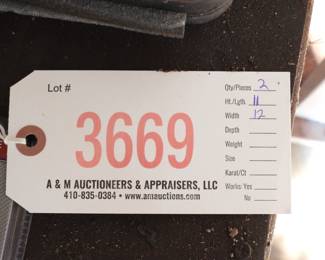 Lot #
3669
A & M AUCTIONEERS & APPRAISERS, LLC
410-835-0384 • www.amauctions.com
Qty/Pieces 2
Ht./Lgth. 11
Width 12
Depth
Weight
Size
Karat/Ct
Works: Yes
No